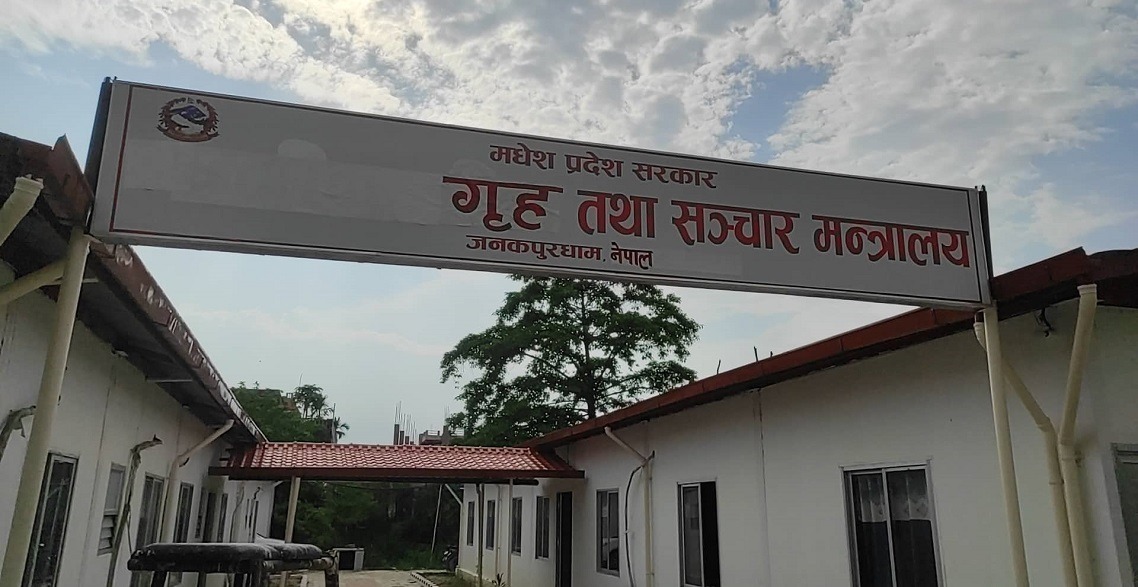 मधेश प्रदेश सरकार
गृह तथा सञ्चार मन्त्रालय
जनकपुरधाम, नेपाल